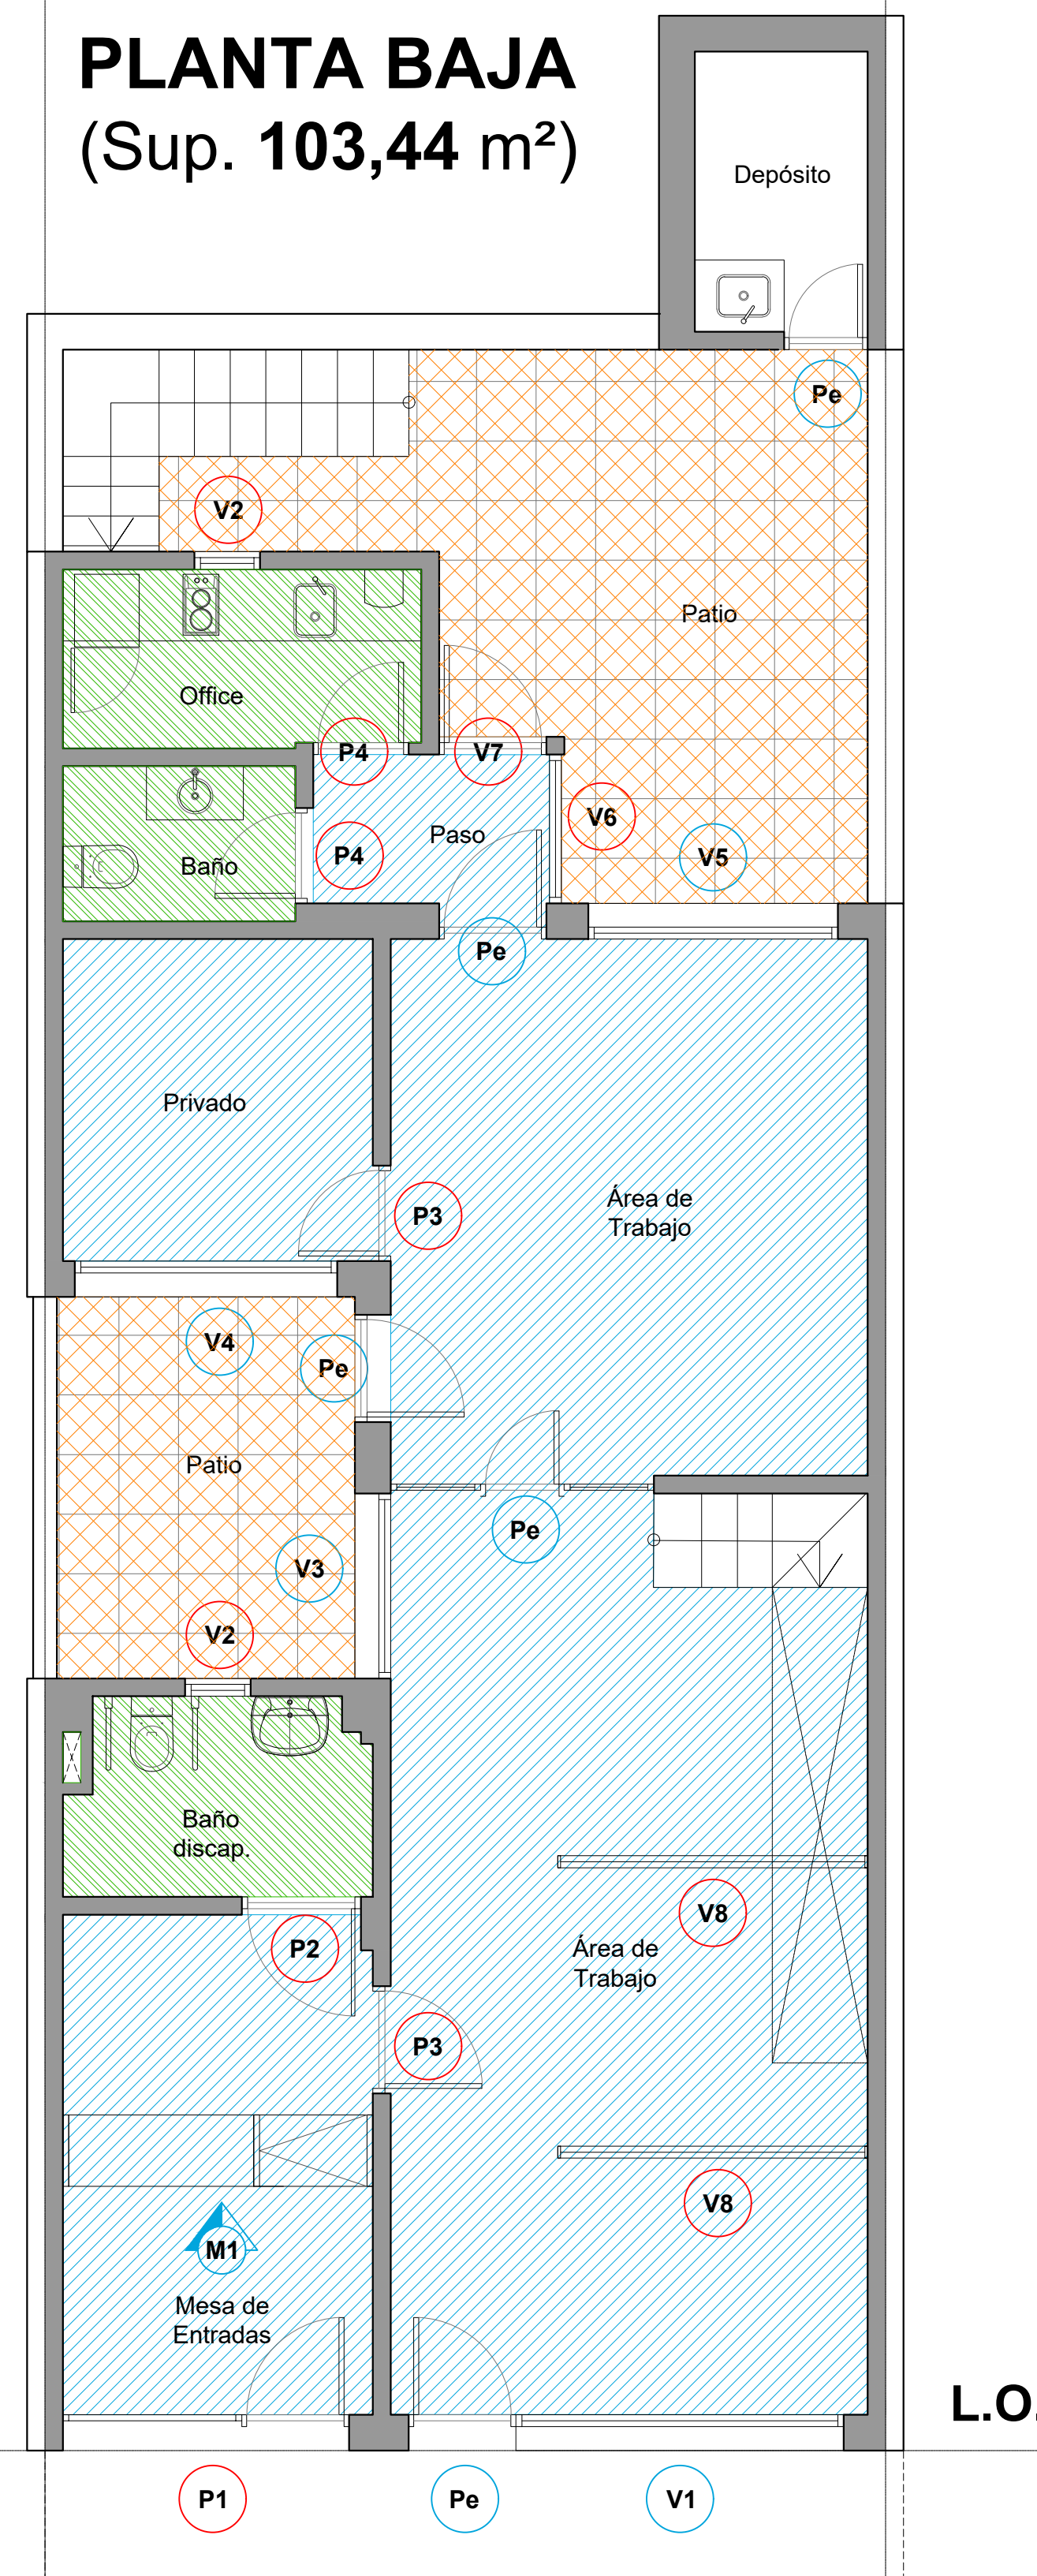 PLANTA BAJA
(Sup. 103,44 m²)
Depósito
Pe
V2
Patio
Office
P4
V7
V6
Paso
V5
P4
Baño
Pe
Privado
Área de
Trabajo
P3
V4
Pe
Patio
Pe
V3
V2
Baño
discap.
V8
P2
Área de
Trabajo
P3
V8
M1
Mesa de
Entradas
L.O.
P1
Pe
V1